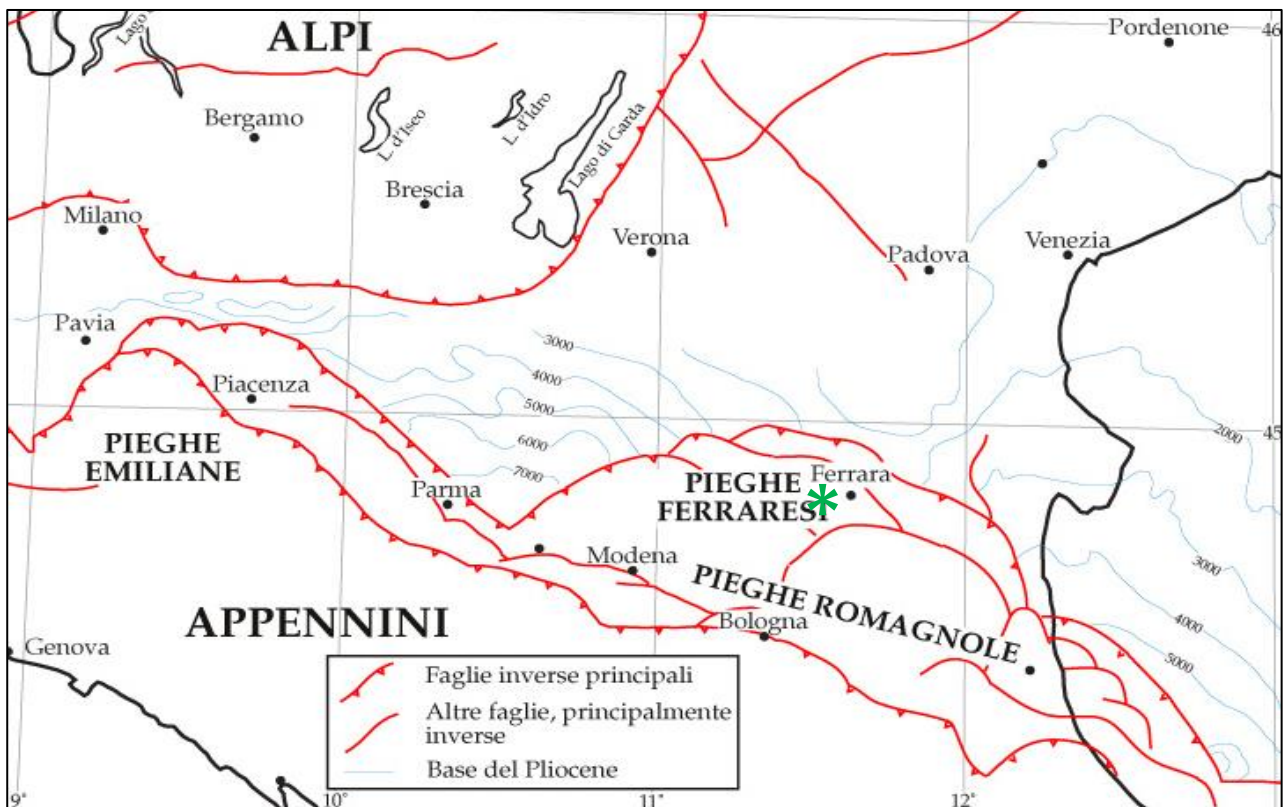 Lago
ALPI
Pordenone
46
Bergamo
L. d'Iseo
L. d'Idro
Lago di Garda
Brescia
Milano
Verona
Padova
Venezia
Pavia
3000
4000
5000
6000
7000
Piacenza
2000
45
PIEGHE
EMILIANE
Parma
PIEGHE
FERRARESI
Ferrara
Modena
PIEGHE ROMAGNOLE
3000
4000
5000
APPENNINI
Bologna
Genova
Faglie inverse principali
Altre faglie, principalmente
inverse
Base del Pliocene
9°
10°
11°
12°